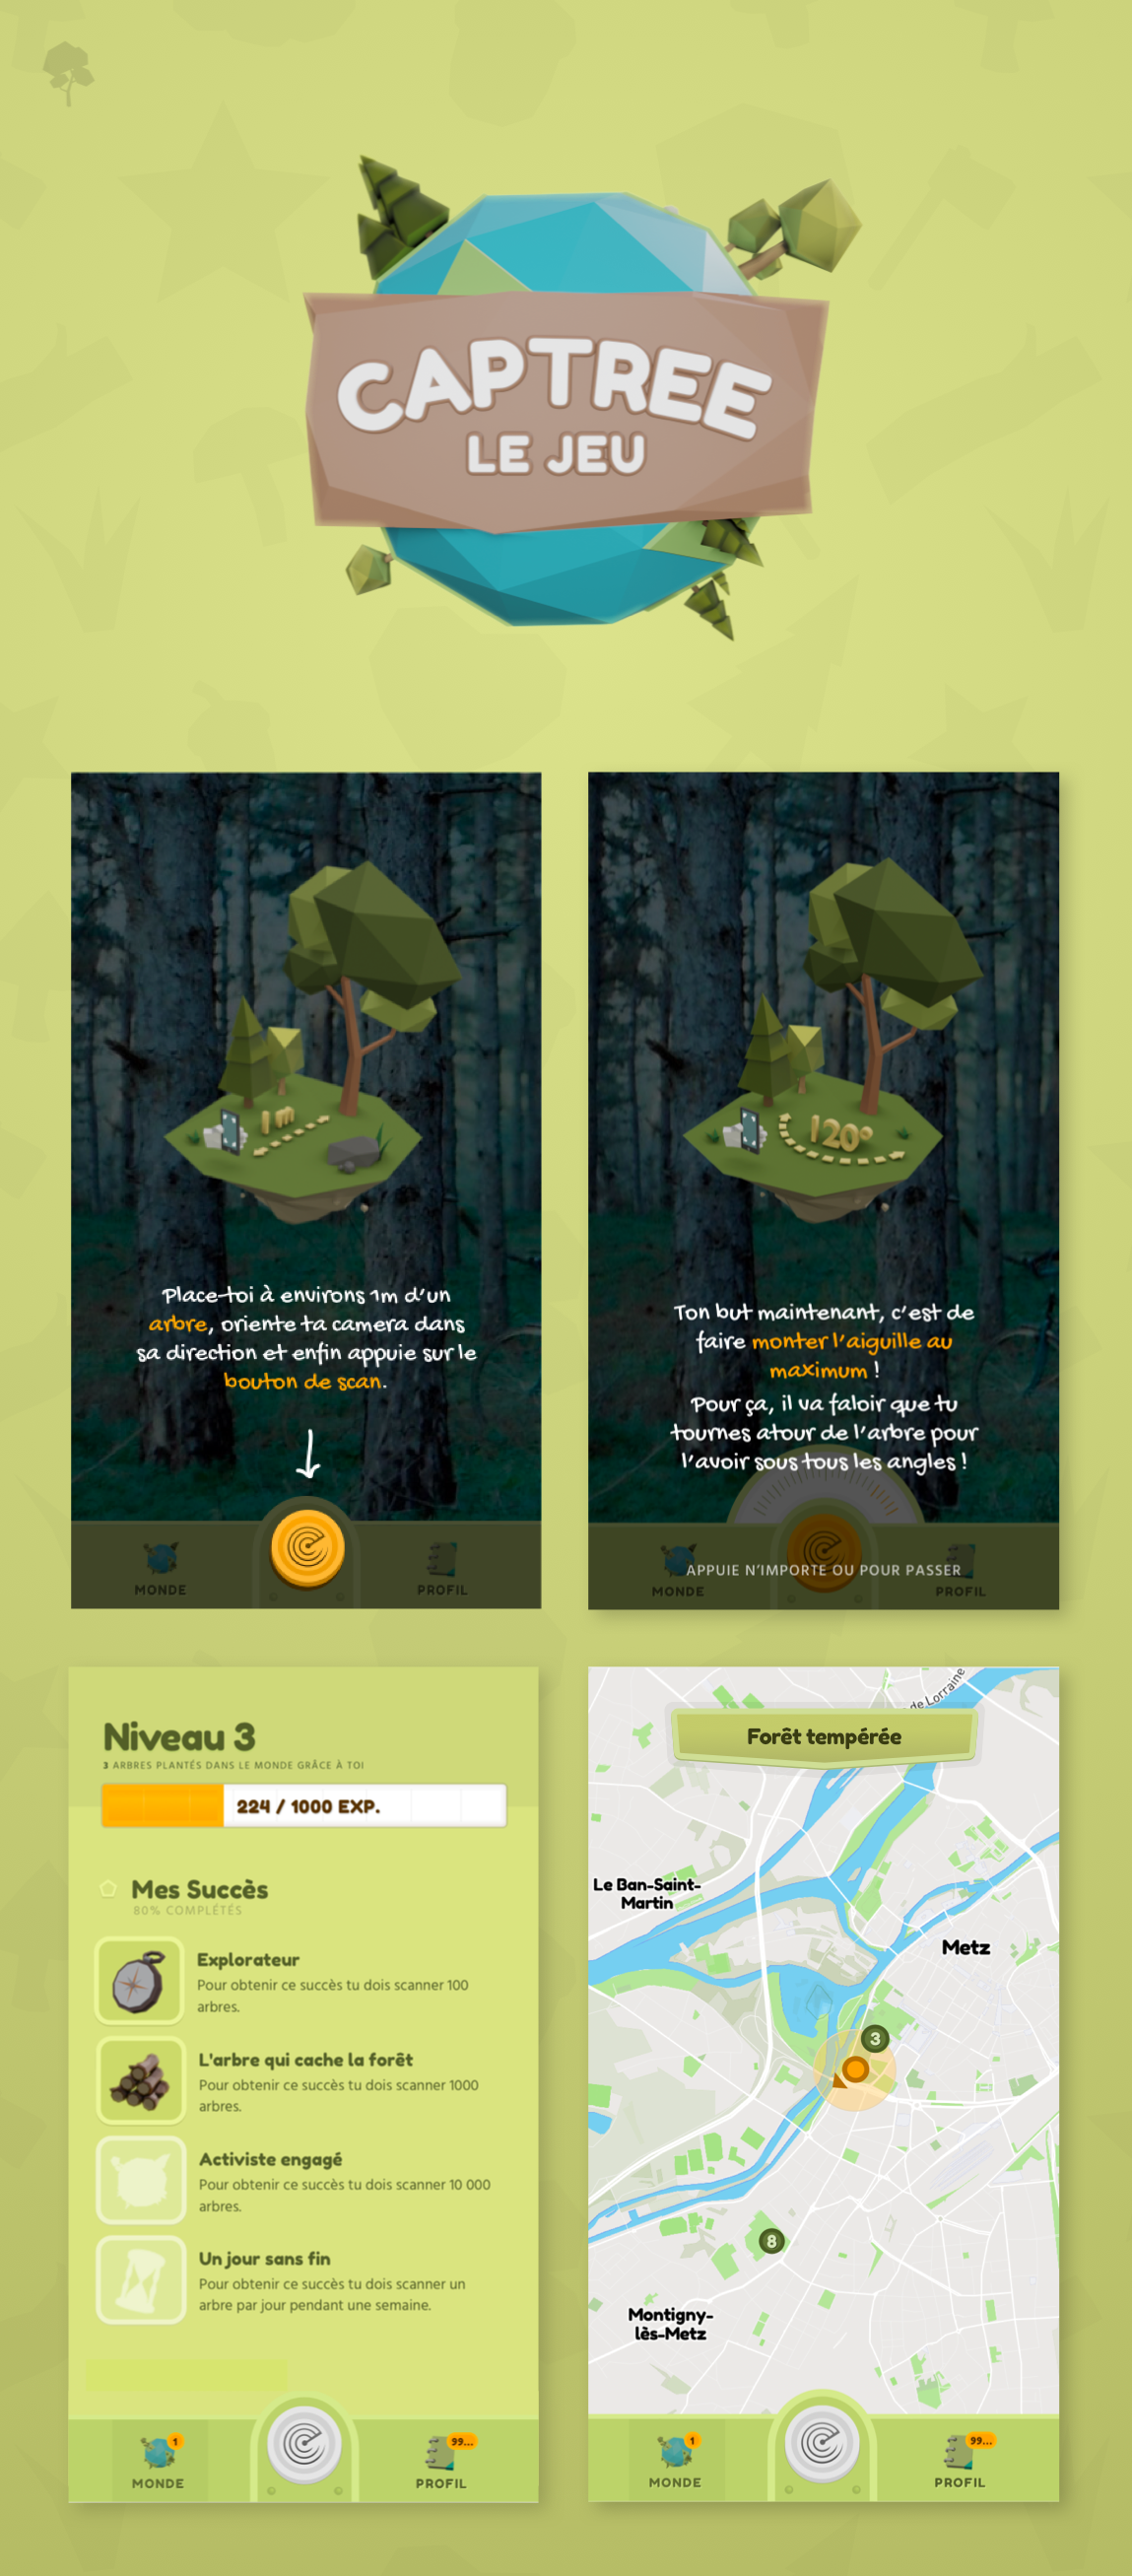 CAPTREE
LE JEU
1m
Place-toi à environs 1m d'un
arbre, oriente ta camera dans
sa direction et enfin appuie sur le
bouton de scan.
MONDE
PROFIL
120°
Ton but maintenant, c'est de
faire monter l'aiguille au
maximum !
Pour ça, il va faloir que tu
tournes atour de l'arbre pour
l'avoir sous tous les angles !
APPUIE N'IMPORTE OU POUR PASSER
MONDE
PROFIL
Niveau 3
3 ARBRES PLANTÉS DANS LE MONDE GRÂCE À TOI
224 / 1000 EXP.
Mes Succès
80% COMPLÉTÉS
Explorateur
Pour obtenir ce succès tu dois scanner 100
arbres.
L'arbre qui cache la forêt
Pour obtenir ce succès tu dois scanner 1000
arbres.
Activiste engagé
Pour obtenir ce succès tu dois scanner 10 000
arbres.
Un jour sans fin
Pour obtenir ce succès tu dois scanner un
arbre par jour pendant une semaine.
1
99...
MONDE
PROFIL
de Lorraine
Forêt tempérée
Le Ban-Saint-
Martin
Metz
3
8
Montigny-
lès-Metz
1
99...
MONDE
PROFIL